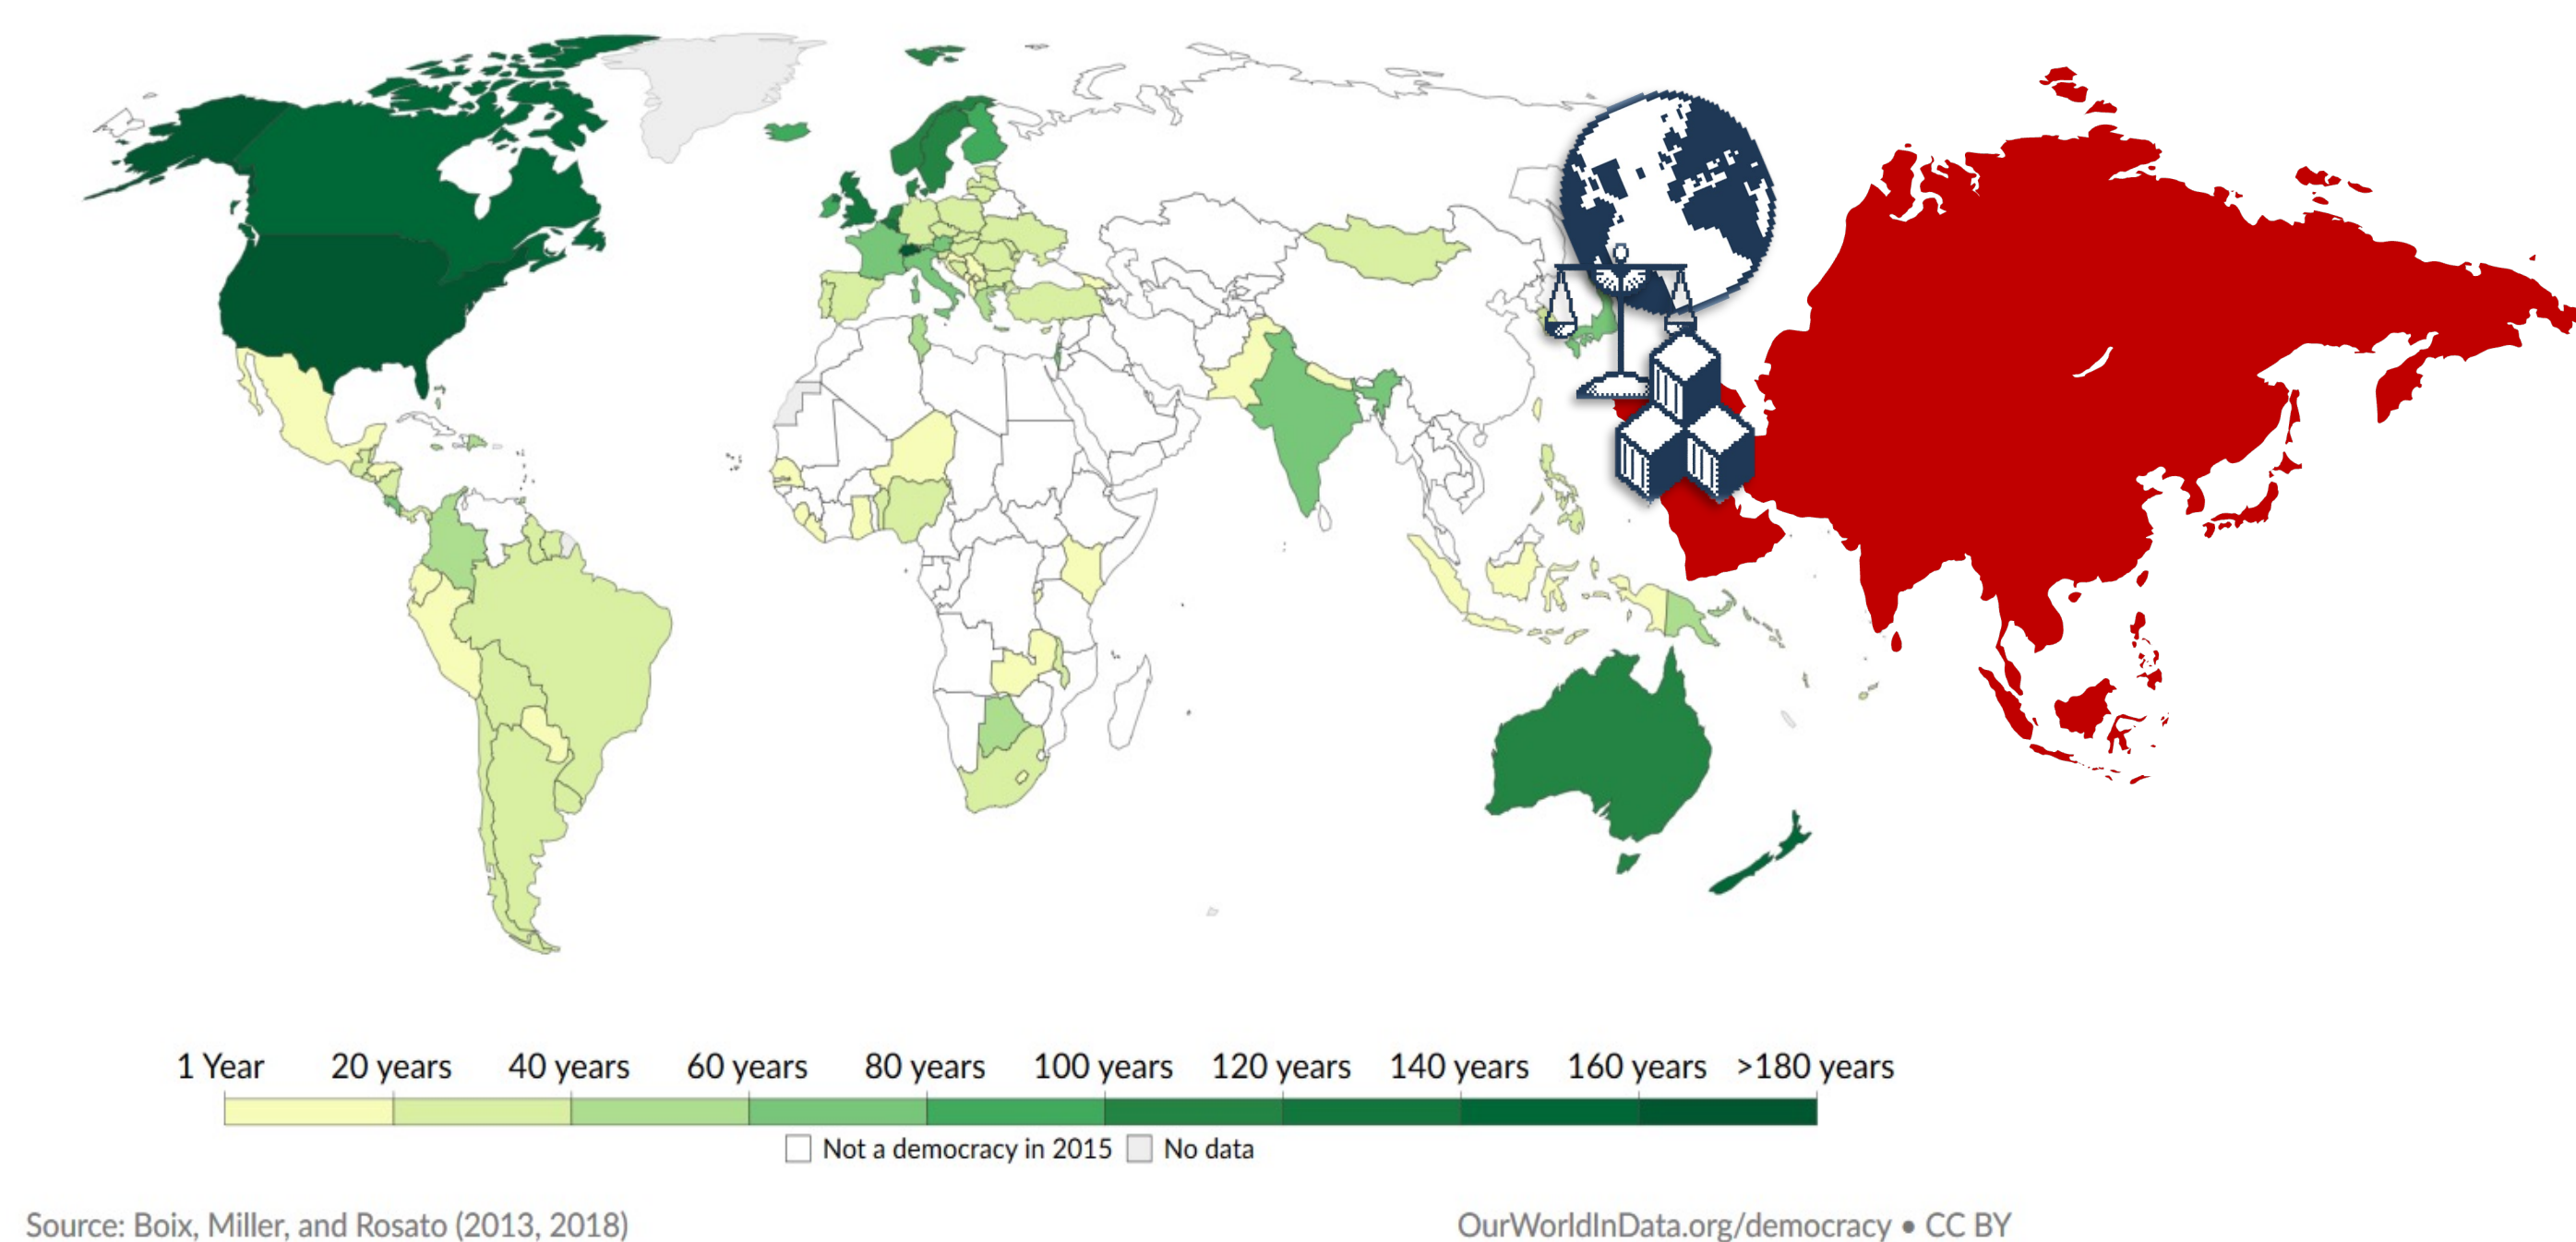 1 Year 20 years 40 years 60 years 80 years 100 years 120 years 140 years 160 years >180 years
Not a democracy in 2015 No data
Source: Boix, Miller, and Rosato (2013, 2018) OurWorldInData.org/democracy • CC BY